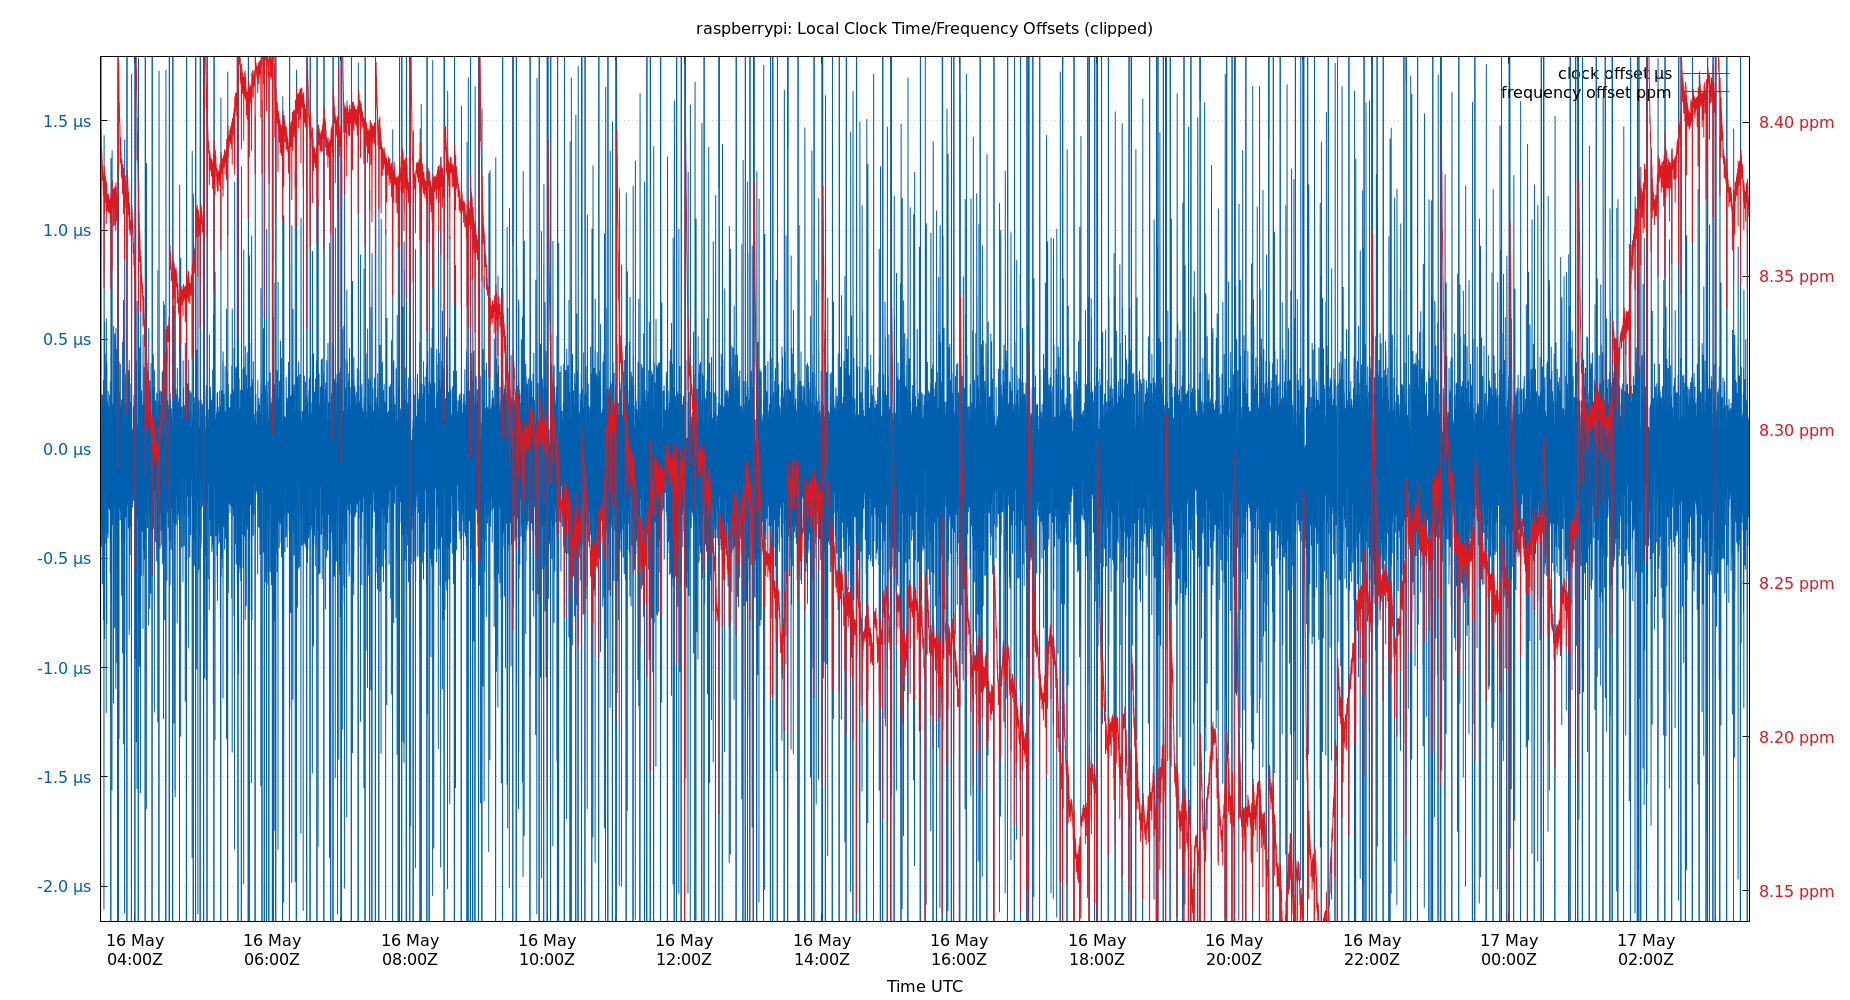 raspberrypi: Local Clock Time/Frequency Offsets (clipped)
clock offset µs
frequency offset ppm
1.5 µs
1.0 µs
0.5 µs
0.0 µs
-0.5 µs
-1.0 µs
-1.5 µs
-2.0 µs
8.40 ppm
8.35 ppm
8.30 ppm
8.25 ppm
8.20 ppm
8.15 ppm
16 May 16 May 16 May 16 May 16 May 16 May 16 May 16 May 16 May 16 May 17 May 17 May
04:00Z 06:00Z 08:00Z 10:00Z 12:00Z 14:00Z 16:00Z 18:00Z 20:00Z 22:00Z 00:00Z 02:00Z
Time UTC